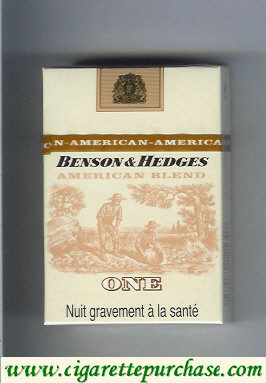 N-AMERICAN-AMERICA
BENSON & HEDGES
AMERICAN BLEND
ONE
Nuit gravement à la santé
www.cigarettepurchase.com